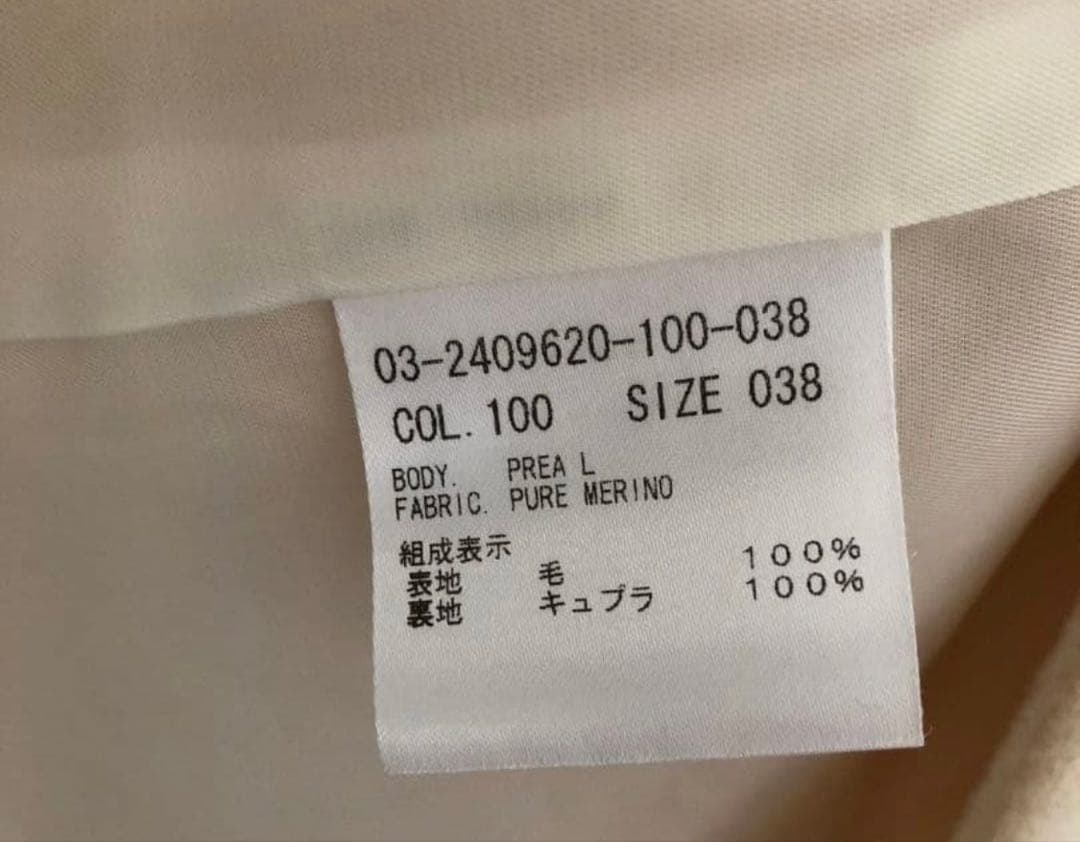 03-2409620-100-038
COL. 100 SIZE 038
BODY. PREA L
FABRIC. PURE MERINO
組成表示
表地 毛 100%
裏地 キュプラ 100%